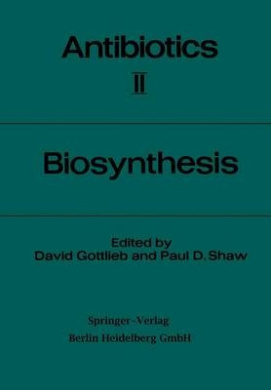 Antibiotics
II
Biosynthesis
Edited by
David Gottlieb and Paul D. Shaw
Springer-Verlag
Berlin Heidelberg GmbH